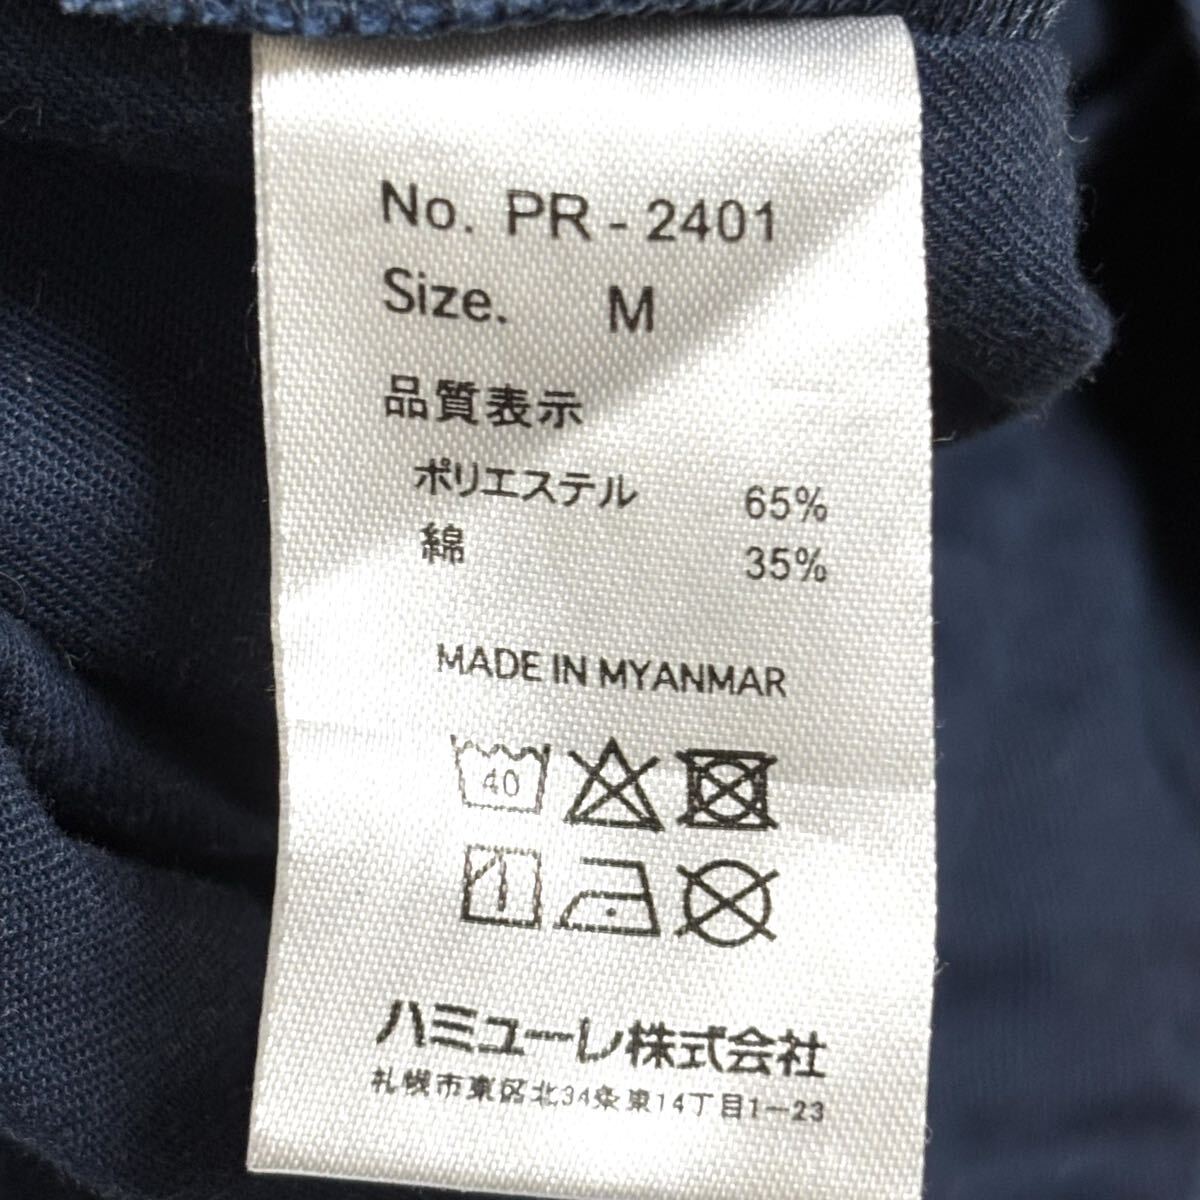 No. PR - 2401
Size. M
品質表示
ポリエステル 65%
綿 35%
MADE IN MYANMAR
40
ハミューレ株式会社
札幌市東区北34条東14丁目1-23